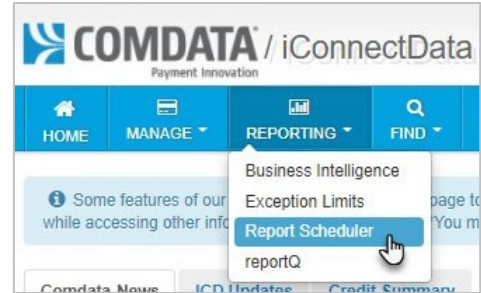 COMDATA / iConnectData
Payment Innovation
HOME MANAGE REPORTING FIND
Business Intelligence
Some features of our page to
Exception Limits
while accessing other info "You m
Report Scheduler
reportQ
Comdata News ICD Updates Credit Summary